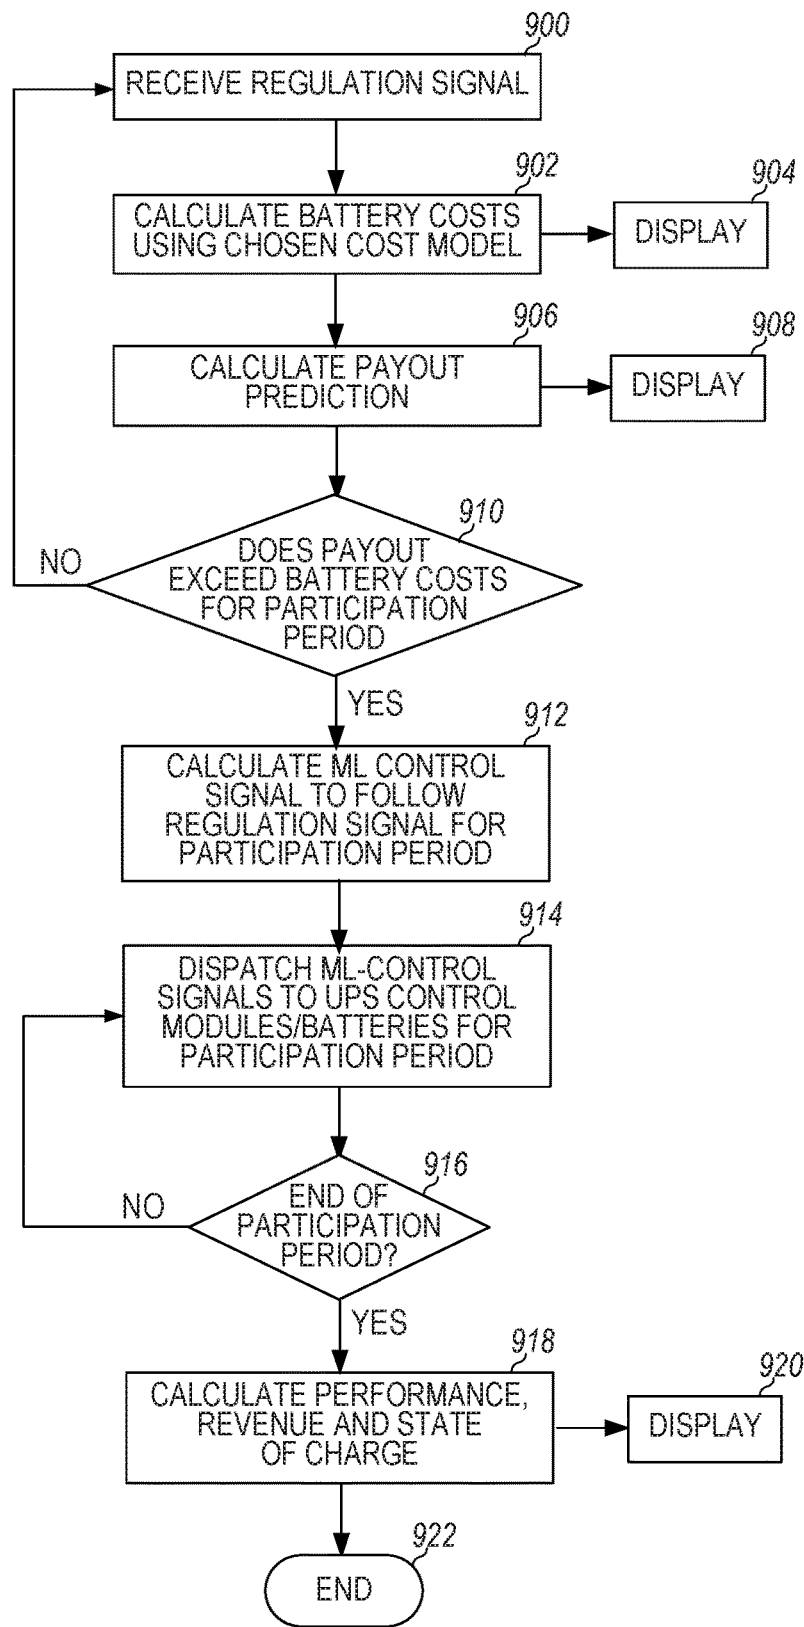 900
RECEIVE REGULATION SIGNAL
902
CALCULATE BATTERY COSTS
USING CHOSEN COST MODEL
904
DISPLAY
906
CALCULATE PAYOUT
PREDICTION
908
DISPLAY
910
DOES PAYOUT
EXCEED BATTERY COSTS
FOR PARTICIPATION
PERIOD
NO
YES
912
CALCULATE ML CONTROL
SIGNAL TO FOLLOW
REGULATION SIGNAL FOR
PARTICIPATION PERIOD
914
DISPATCH ML-CONTROL
SIGNALS TO UPS CONTROL
MODULES/BATTERIES FOR
PARTICIPATION PERIOD
916
END OF
PARTICIPATION
PERIOD?
NO
YES
918
CALCULATE PERFORMANCE,
REVENUE AND STATE
OF CHARGE
920
DISPLAY
922
END